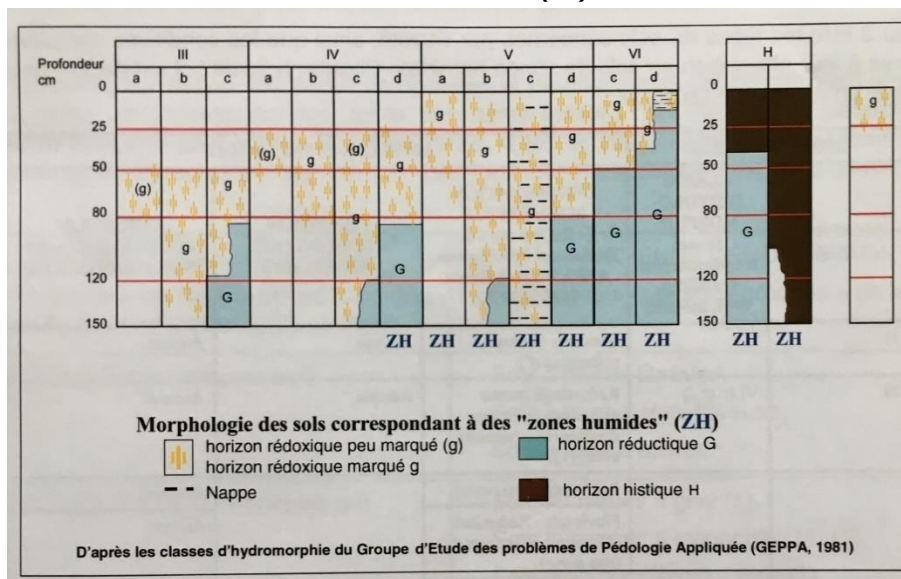 III IV V VI H
Profondeur
cm
a b c a b c d a b c d c d
0 0
25 25
50 50
80 80
120 120
150 150
(g) g g G
(g) g (g) g g G
g g g g G
g G g G
G
g
ZH ZH ZH ZH ZH ZH ZH ZH ZH
Morphologie des sols correspondant à des "zones humides" (ZH)
horizon rédoxique peu marqué (g) horizon réductique G
horizon rédoxique marqué g
Nappe horizon histique H
D'après les classes d'hydromorphie du Groupe d'Etude des problèmes de Pédologie Appliquée (GEPPA, 1981)